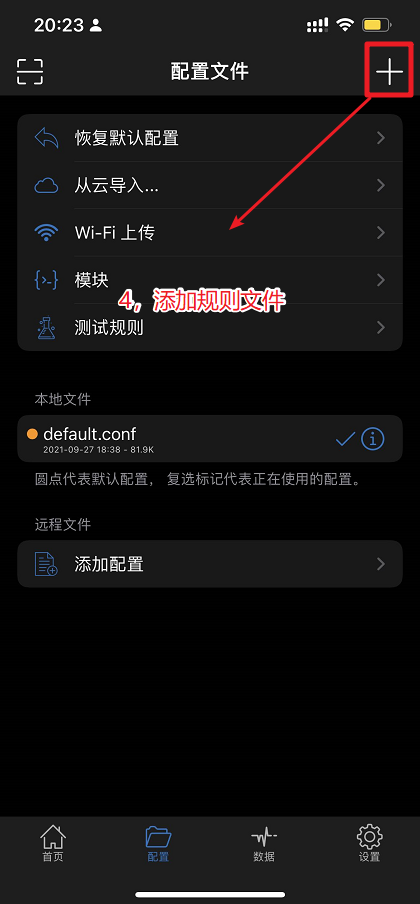 20:23
配置文件
恢复默认配置
从云导入...
Wi-Fi 上传
模块
4，添加规则文件
测试规则
本地文件
default.conf
2021-09-27 18:38 - 81.9K
圆点代表默认配置， 复选标记代表正在使用的配置。
远程文件
添加配置
首页
配置
数据
设置